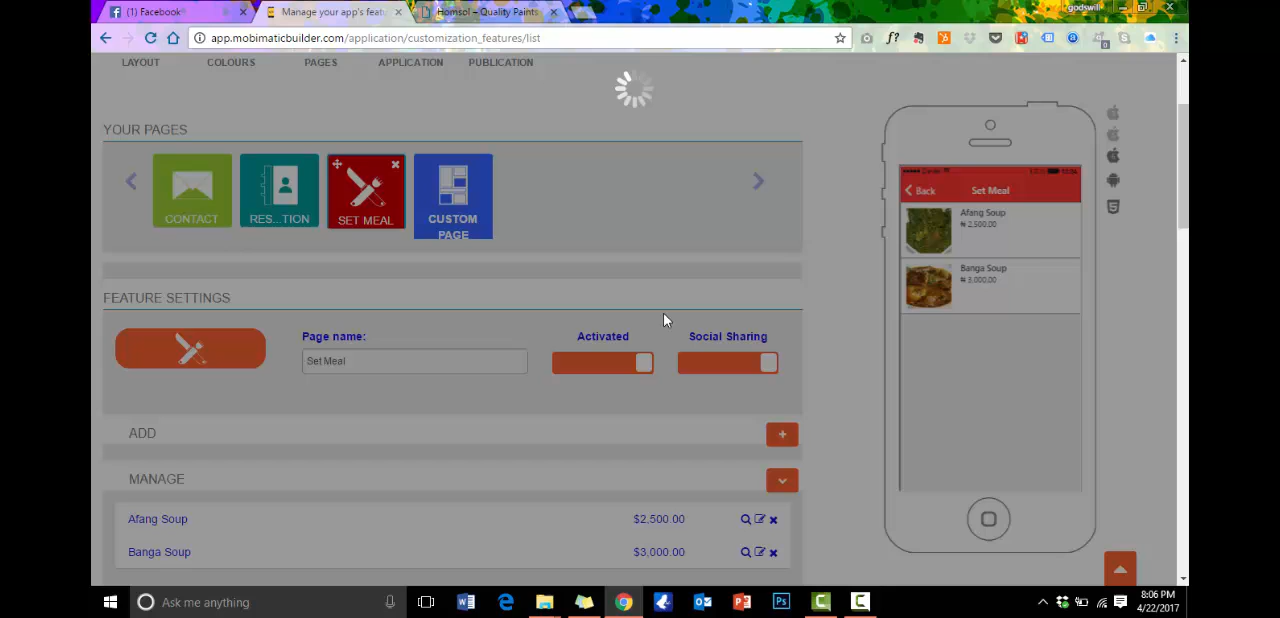 (1) Facebook
Manage your app's featu
Homsol – Quality Paints
godswill
app.mobimaticbuilder.com/application/customization_features/list
f?
0
LAYOUT
COLOURS
PAGES
APPLICATION
PUBLICATION
YOUR PAGES
CONTACT
RES...TION
SET MEAL
CUSTOM
PAGE
Back
Set Meal
Afang Soup
₦ 2,500.00
Banga Soup
₦ 3,000.00
FEATURE SETTINGS
Page name:
Activated
Social Sharing
Set Meal
ADD
MANAGE
Afang Soup
$2,500.00
Banga Soup
$3,000.00
Ask me anything
8:06 PM
4/22/2017